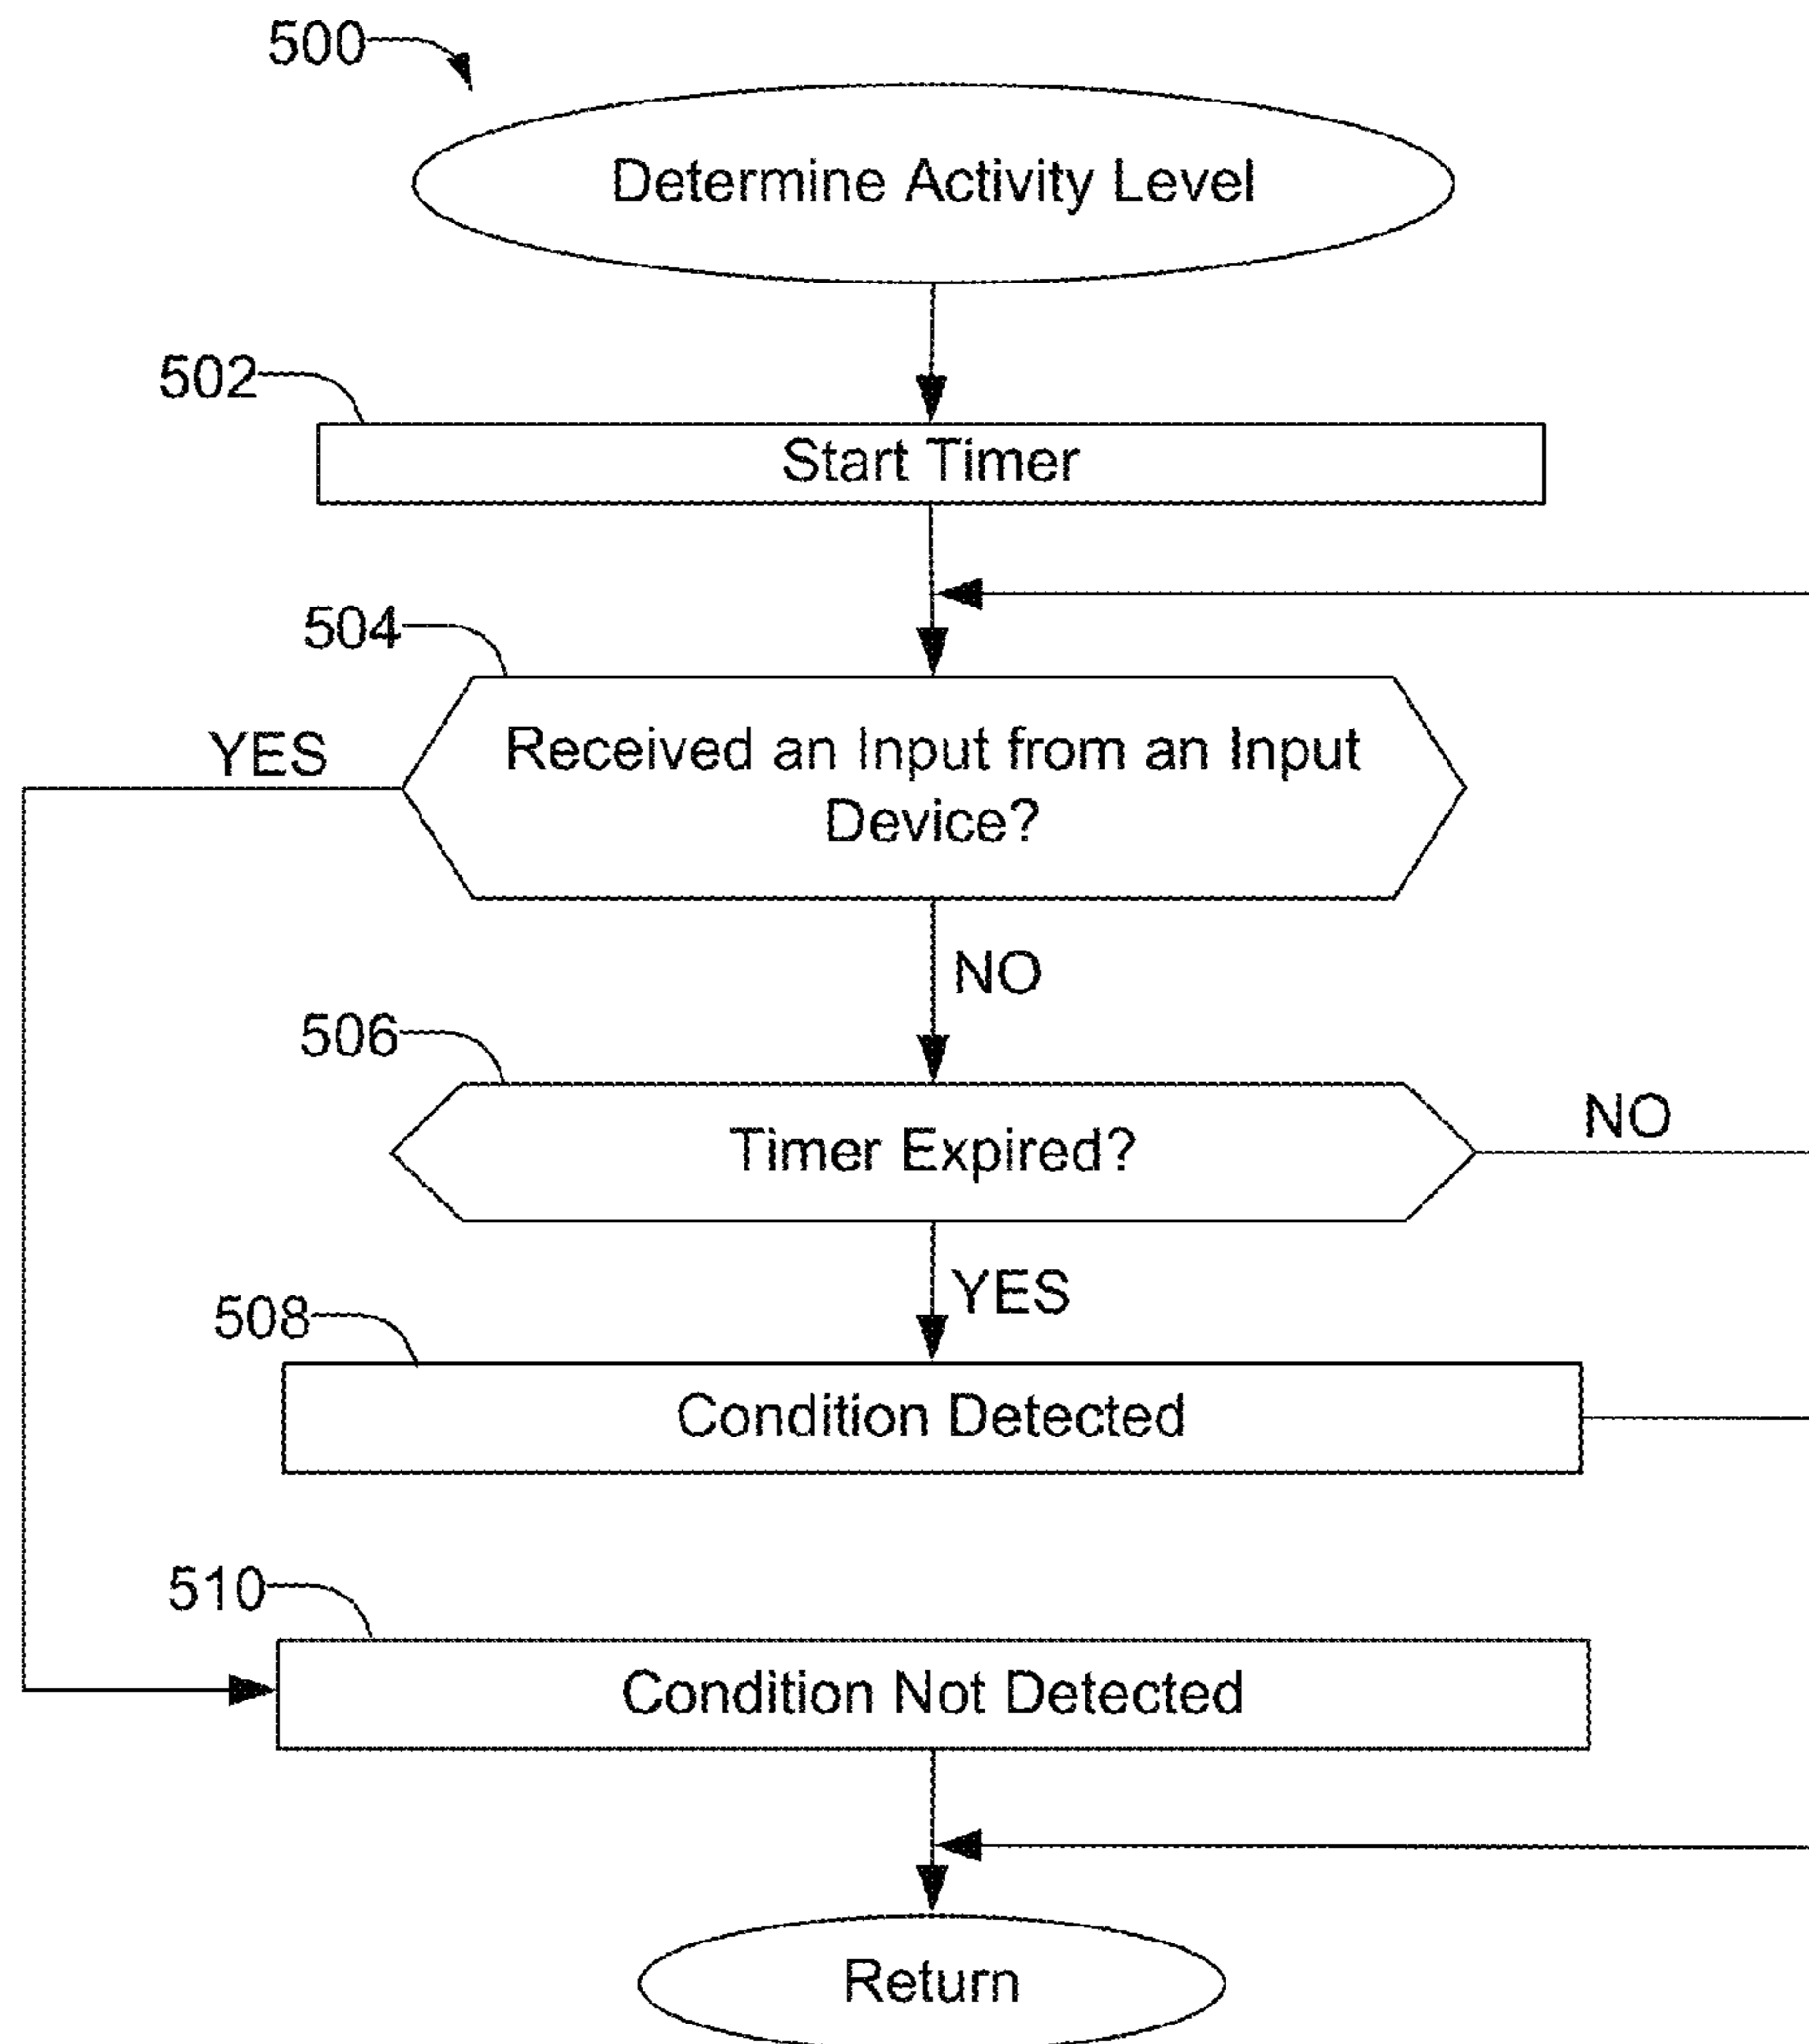 500
Determine Activity Level
502
Start Timer
504
YES
Received an Input from an Input
Device?
NO
506
Timer Expired?
NO
YES
508
Condition Detected
510
Condition Not Detected
Return